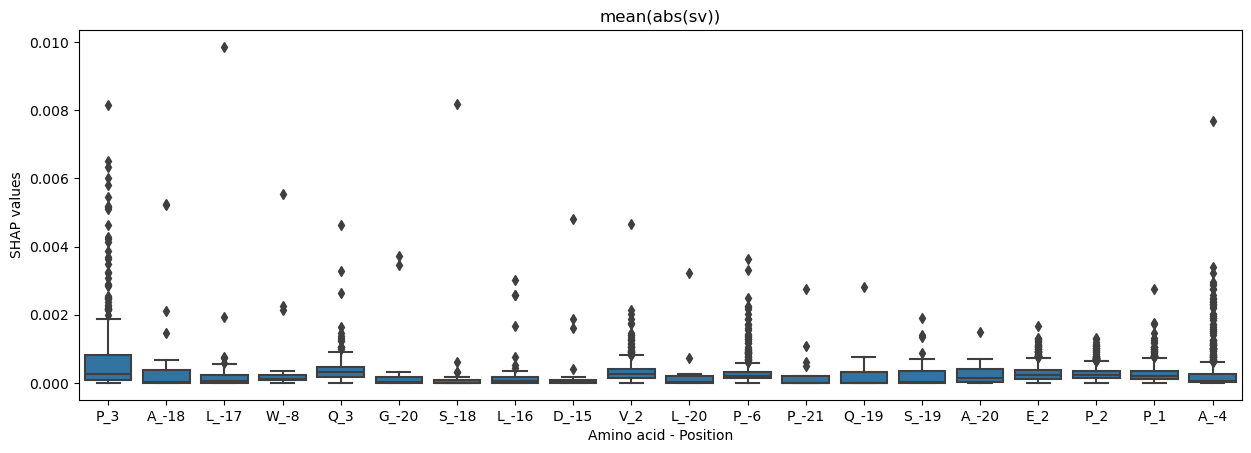 mean(abs(sv))
0.010
0.008
0.006
0.004
0.002
0.000
SHAP values
P_3 A_-18 L_-17 W_-8 Q_3 G_-20 S_-18 L_-16 D_-15 V_2 L_-20 P_-6 P_-21 Q_-19 S_-19 A_-20 E_2 P_2 P_1 A_-4
Amino acid - Position